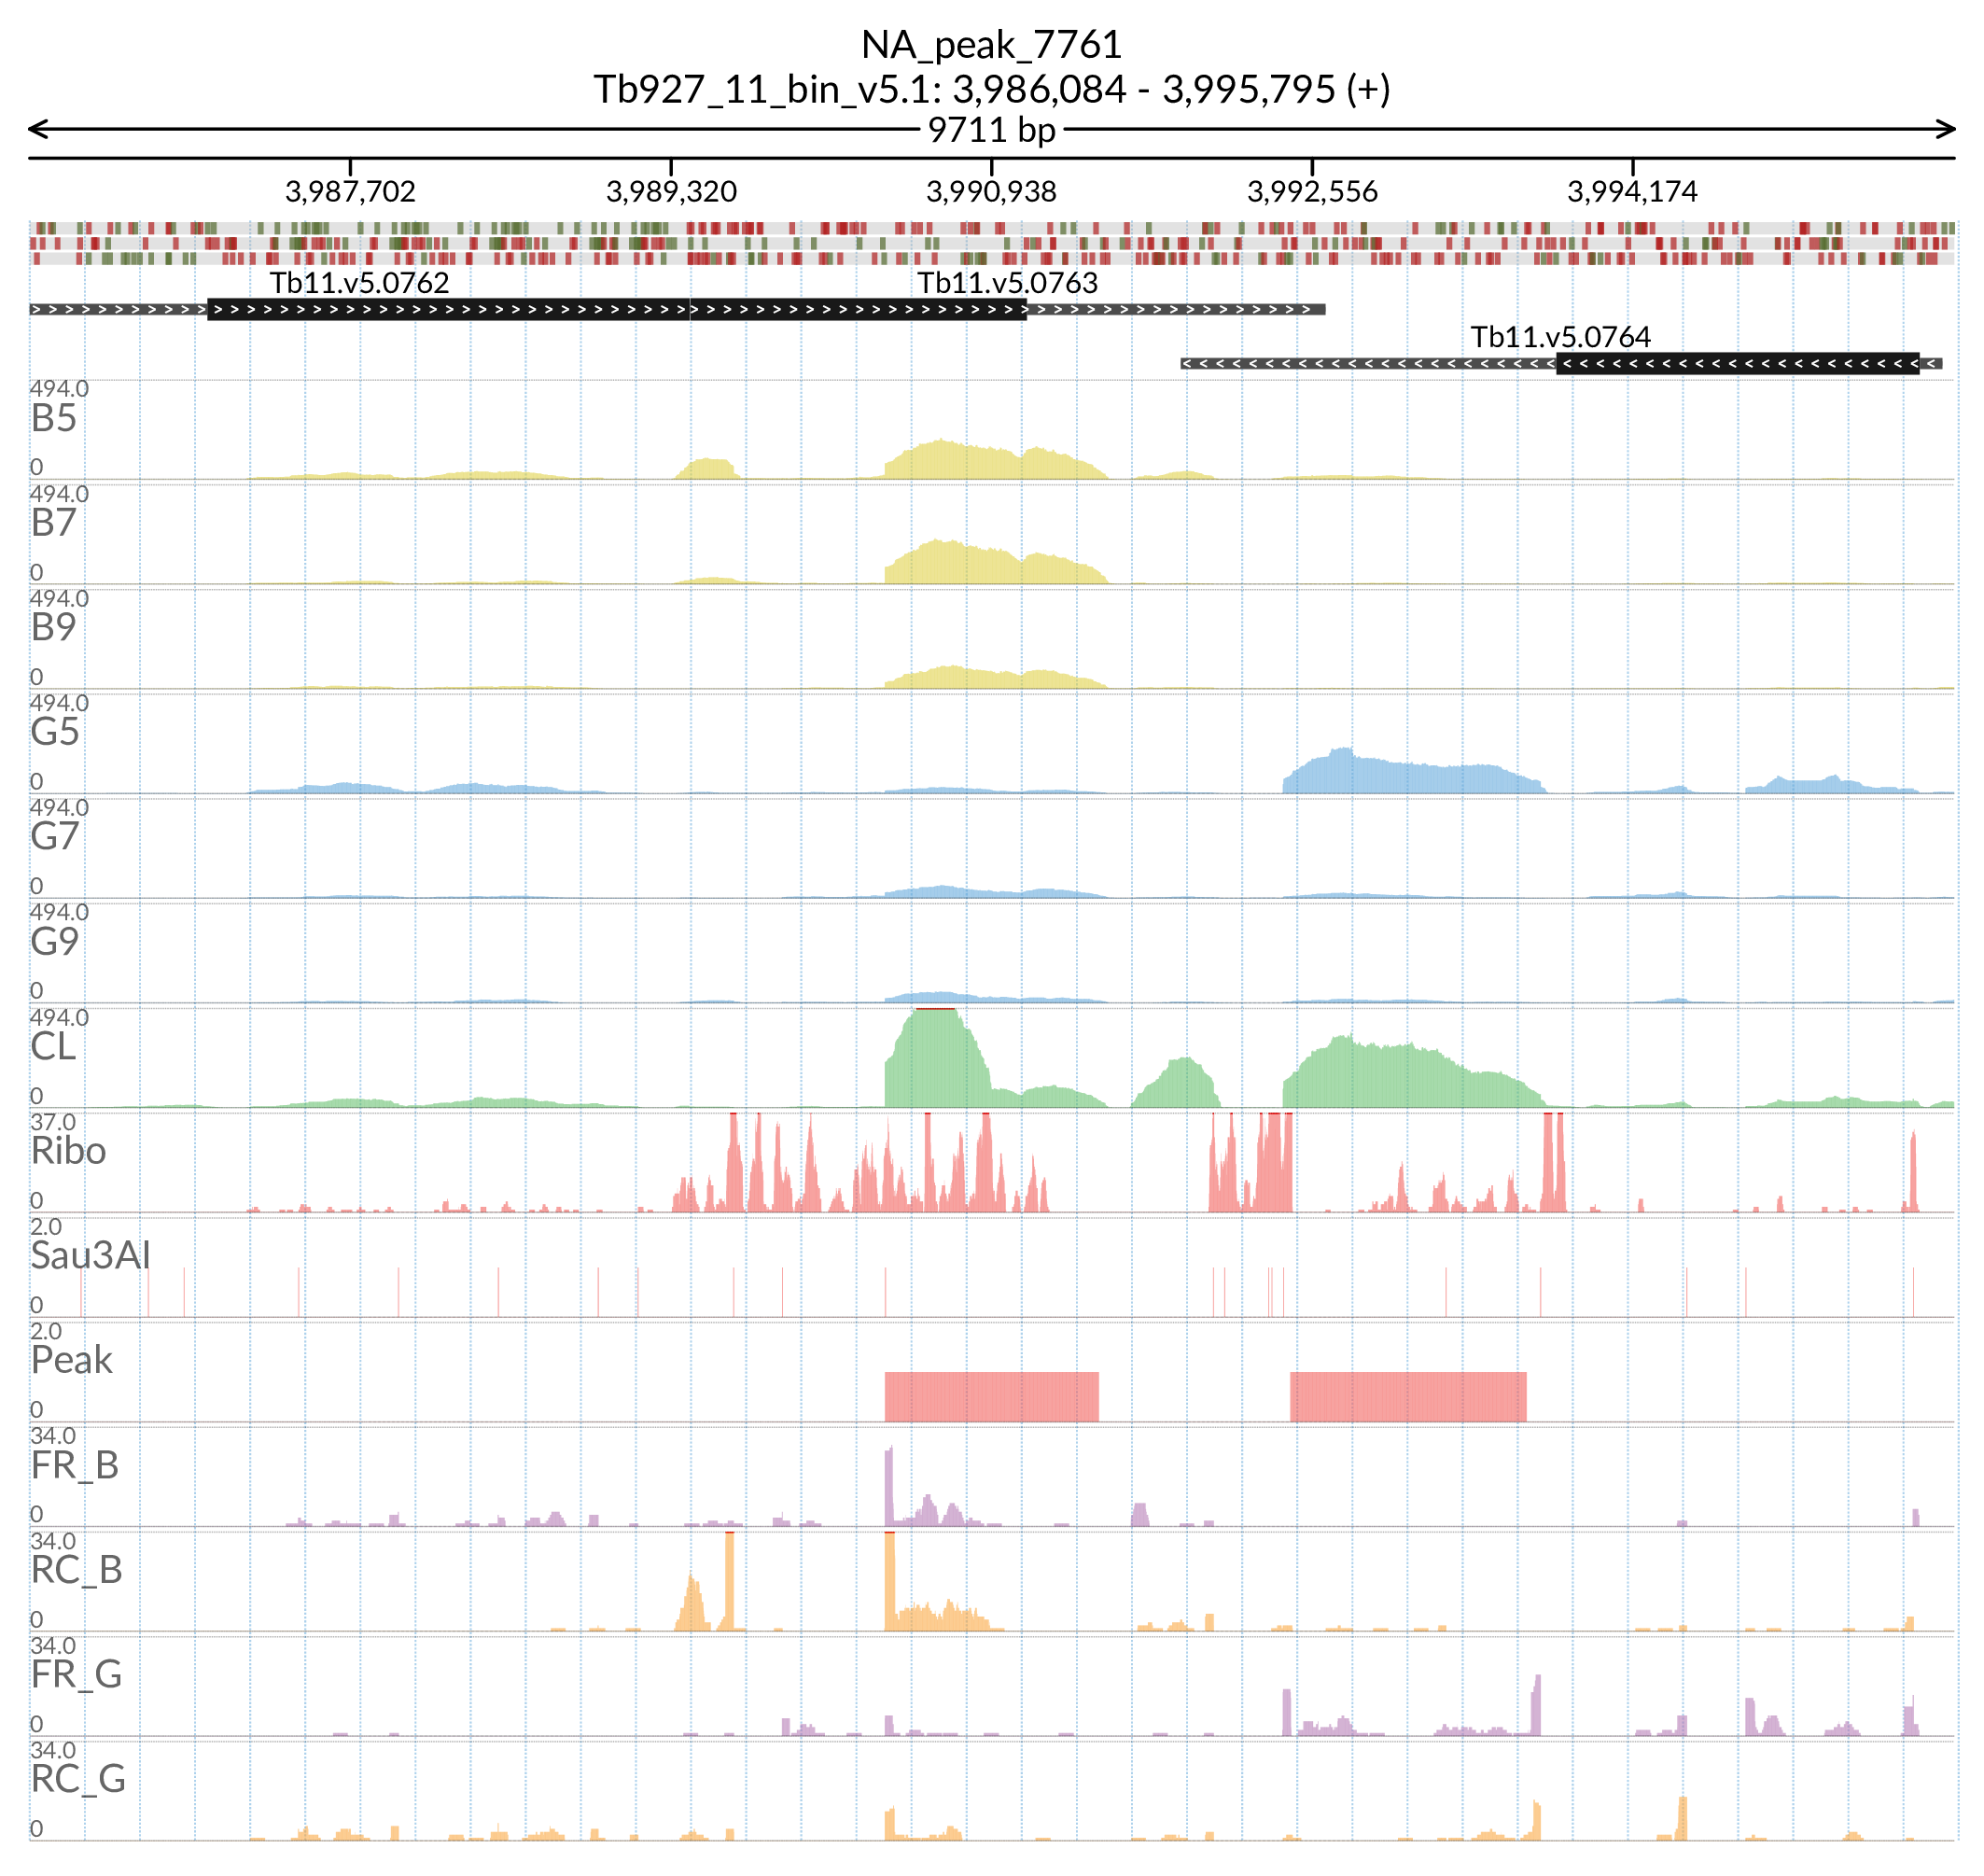 NA_peak_7761
Tb927_11_bin_v5.1: 3,986,084 - 3,995,795 (+)
9711 bp
3,987,702 3,989,320 3,990,938 3,992,556 3,994,174
Tb11.v5.0762 Tb11.v5.0763
Tb11.v5.0764
494.0
B5
0
494.0
B7
0
494.0
B9
0
494.0
G5
0
494.0
G7
0
494.0
G9
0
494.0
CL
0
37.0
Ribo
0
2.0
Sau3AI
0
2.0
Peak
0
34.0
FR_B
0
34.0
RC_B
0
34.0
FR_G
0
34.0
RC_G
0